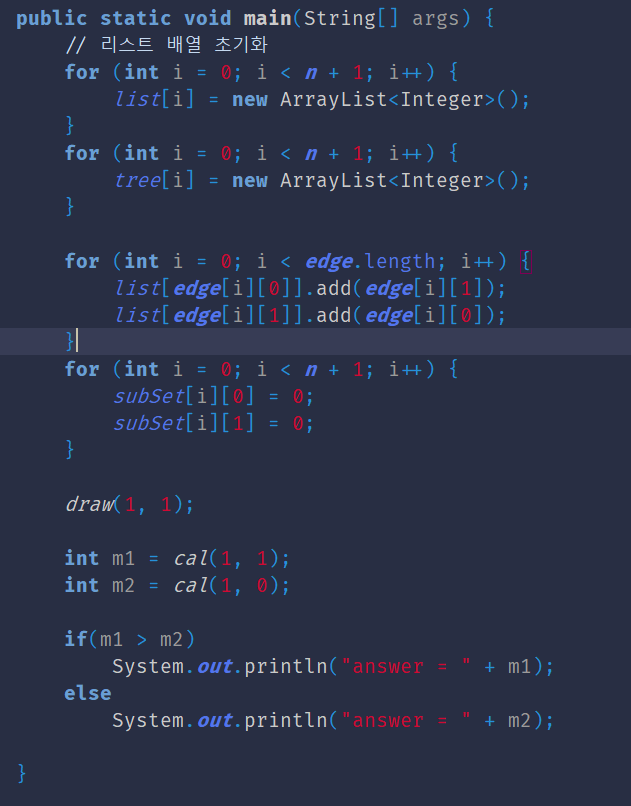 public static void main(String[] args) {
// 리스트 배열 초기화
for (int i = 0; i < n + 1; i++) {
list[i] = new ArrayList<Integer>();
}
for (int i = 0; i < n + 1; i++) {
tree[i] = new ArrayList<Integer>();
}
for (int i = 0; i < edge.length; i++) {
list[edge[i][0]].add(edge[i][1]);
list[edge[i][1]].add(edge[i][0]);
}
for (int i = 0; i < n + 1; i++) {
subSet[i][0] = 0;
subSet[i][1] = 0;
}
draw(1, 1);
int m1 = cal(1, 1);
int m2 = cal(1, 0);
if(m1 > m2)
System.out.println("answer = " + m1);
else
System.out.println("answer = " + m2);
}